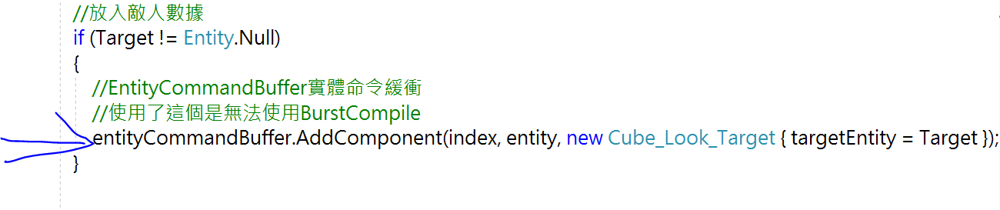 //放入敵人數據
if (Target != Entity.Null)
{
//EntityCommandBuffer實體命令緩衝
//使用了這個是無法使用BurstCompile
entityCommandBuffer.AddComponent(index, entity, new Cube_Look_Target { targetEntity = Target });
}